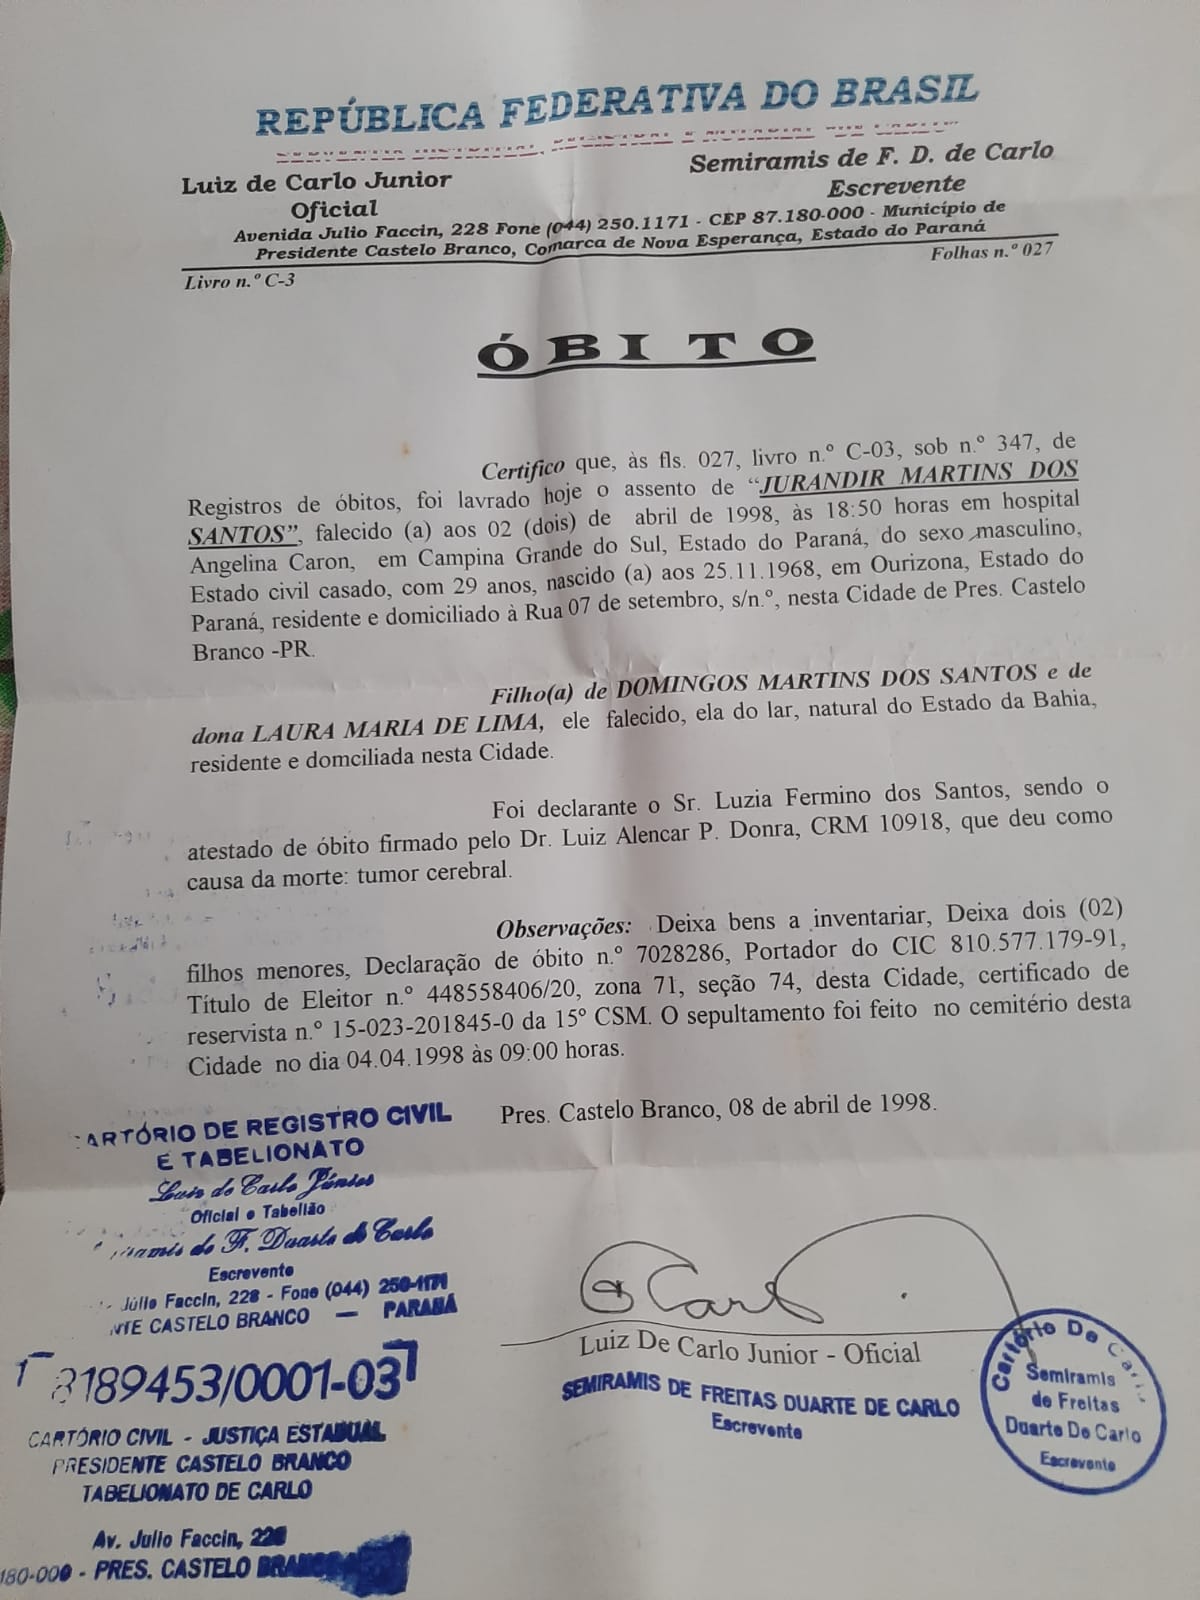 REPÚBLICA FEDERATIVA DO BRASIL
Luiz de Carlo Junior
Oficial
Semiramis de F. D. de Carlo
Escrevente
Avenida Julio Faccin, 228 Fone (044) 250.1171 - CEP 87.180-000 - Município de
Presidente Castelo Branco, Comarca de Nova Esperança, Estado do Paraná
Livro n.º C-3
Folhas n.º 027
ÓBITO
Certifico que, às fls. 027, livro n.º C-03, sob n.º 347, de
Registros de óbitos, foi lavrado hoje o assento de “JURANDIR MARTINS DOS
SANTOS”, falecido (a) aos 02 (dois) de abril de 1998, às 18:50 horas em hospital
Angelina Caron, em Campina Grande do Sul, Estado do Paraná, do sexo masculino,
Estado civil casado, com 29 anos, nascido (a) aos 25.11.1968, em Ourizona, Estado do
Paraná, residente e domiciliado à Rua 07 de setembro, s/n.º, nesta Cidade de Pres. Castelo
Branco -PR.
Filho(a) de DOMINGOS MARTINS DOS SANTOS e de
dona LAURA MARIA DE LIMA, ele falecido, ela do lar, natural do Estado da Bahia,
residente e domciliada nesta Cidade.
Foi declarante o Sr. Luzia Fermino dos Santos, sendo o
atestado de óbito firmado pelo Dr. Luiz Alencar P. Donra, CRM 10918, que deu como
causa da morte: tumor cerebral.
Observações: Deixa bens a inventariar, Deixa dois (02)
filhos menores, Declaração de óbito n.º 7028286, Portador do CIC 810.577.179-91,
Título de Eleitor n.º 448558406/20, zona 71, seção 74, desta Cidade, certificado de
reservista n.º 15-023-201845-0 da 15º CSM. O sepultamento foi feito no cemitério desta
Cidade no dia 04.04.1998 às 09:00 horas.
Pres. Castelo Branco, 08 de abril de 1998.
ARTÓRIO DE REGISTRO CIVIL
E TABELIONATO
Luiz de Carlo Júnior
Oficial e Tabelião
iramis de F. Duarte de Carlo
Escrevente
Júlio Faccin, 228 - Fone (044) 250-1171
NTE CASTELO BRANCO — PARANÁ
8189453/0001-03
CARTÓRIO CIVIL - JUSTIÇA ESTADUAL
PRESIDENTE CASTELO BRANCO
TABELIONATO DE CARLO
Av. Julio Faccin, 228
180-000 - PRES. CASTELO BRANCO
Luiz De Carlo Junior - Oficial
SEMIRAMIS DE FREITAS DUARTE DE CARLO
Escrevente
Cartório De Carlo
Semiramis
de Freitas
Duarte De Carlo
Escrevente